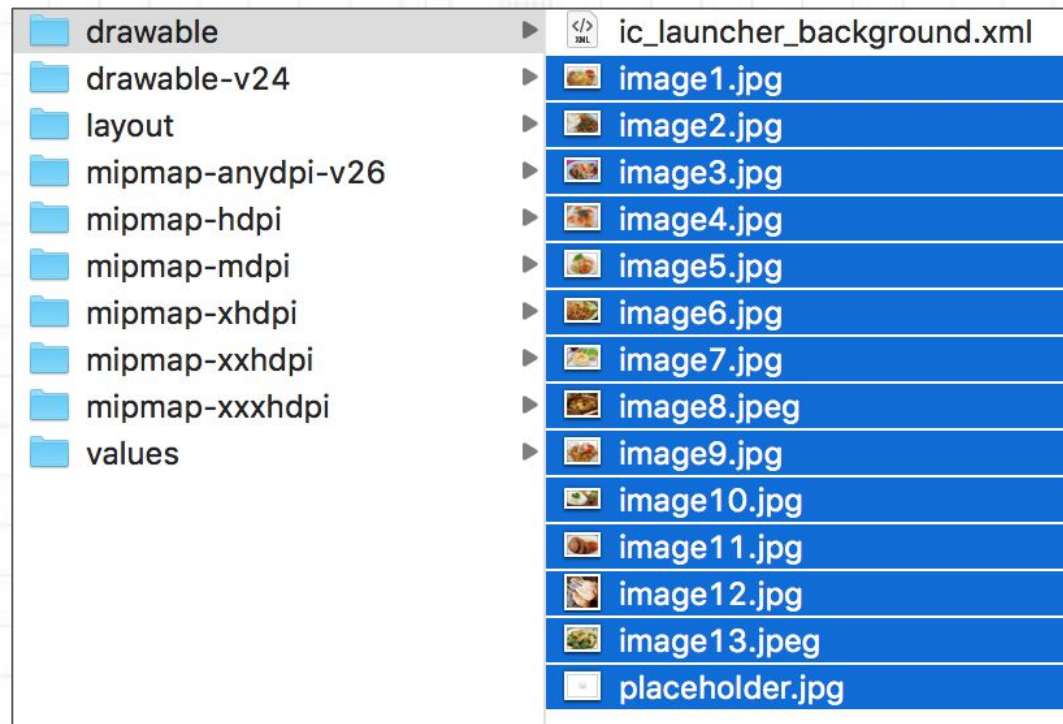 drawable
drawable-v24
layout
mipmap-anydpi-v26
mipmap-hdpi
mipmap-mdpi
mipmap-xhdpi
mipmap-xxhdpi
mipmap-xxxhdpi
values
ic_launcher_background.xml
image1.jpg
image2.jpg
image3.jpg
image4.jpg
image5.jpg
image6.jpg
image7.jpg
image8.jpeg
image9.jpg
image10.jpg
image11.jpg
image12.jpg
image13.jpeg
placeholder.jpg